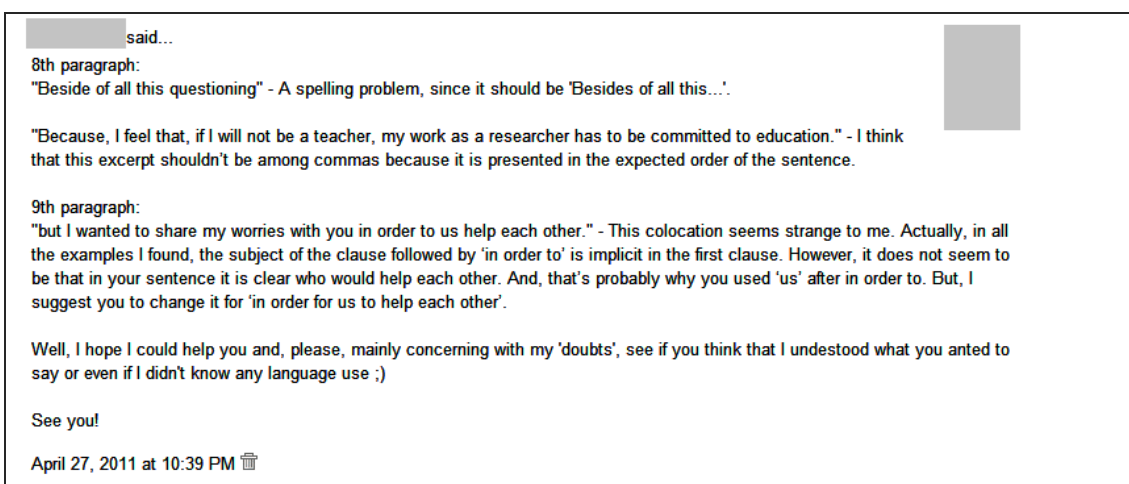 said...
8th paragraph:
"Beside of all this questioning" - A spelling problem, since it should be 'Besides of all this...'.
"Because, I feel that, if I will not be a teacher, my work as a researcher has to be committed to education." - I think
that this excerpt shouldn't be among commas because it is presented in the expected order of the sentence.
9th paragraph:
"but I wanted to share my worries with you in order to us help each other." - This colocation seems strange to me. Actually, in all
the examples I found, the subject of the clause followed by 'in order to' is implicit in the first clause. However, it does not seem to
be that in your sentence it is clear who would help each other. And, that's probably why you used 'us' after in order to. But, I
suggest you to change it for 'in order for us to help each other'.
Well, I hope I could help you and, please, mainly concerning with my 'doubts', see if you think that I undestood what you anted to
say or even if I didn't know any language use ;)
See you!
April 27, 2011 at 10:39 PM